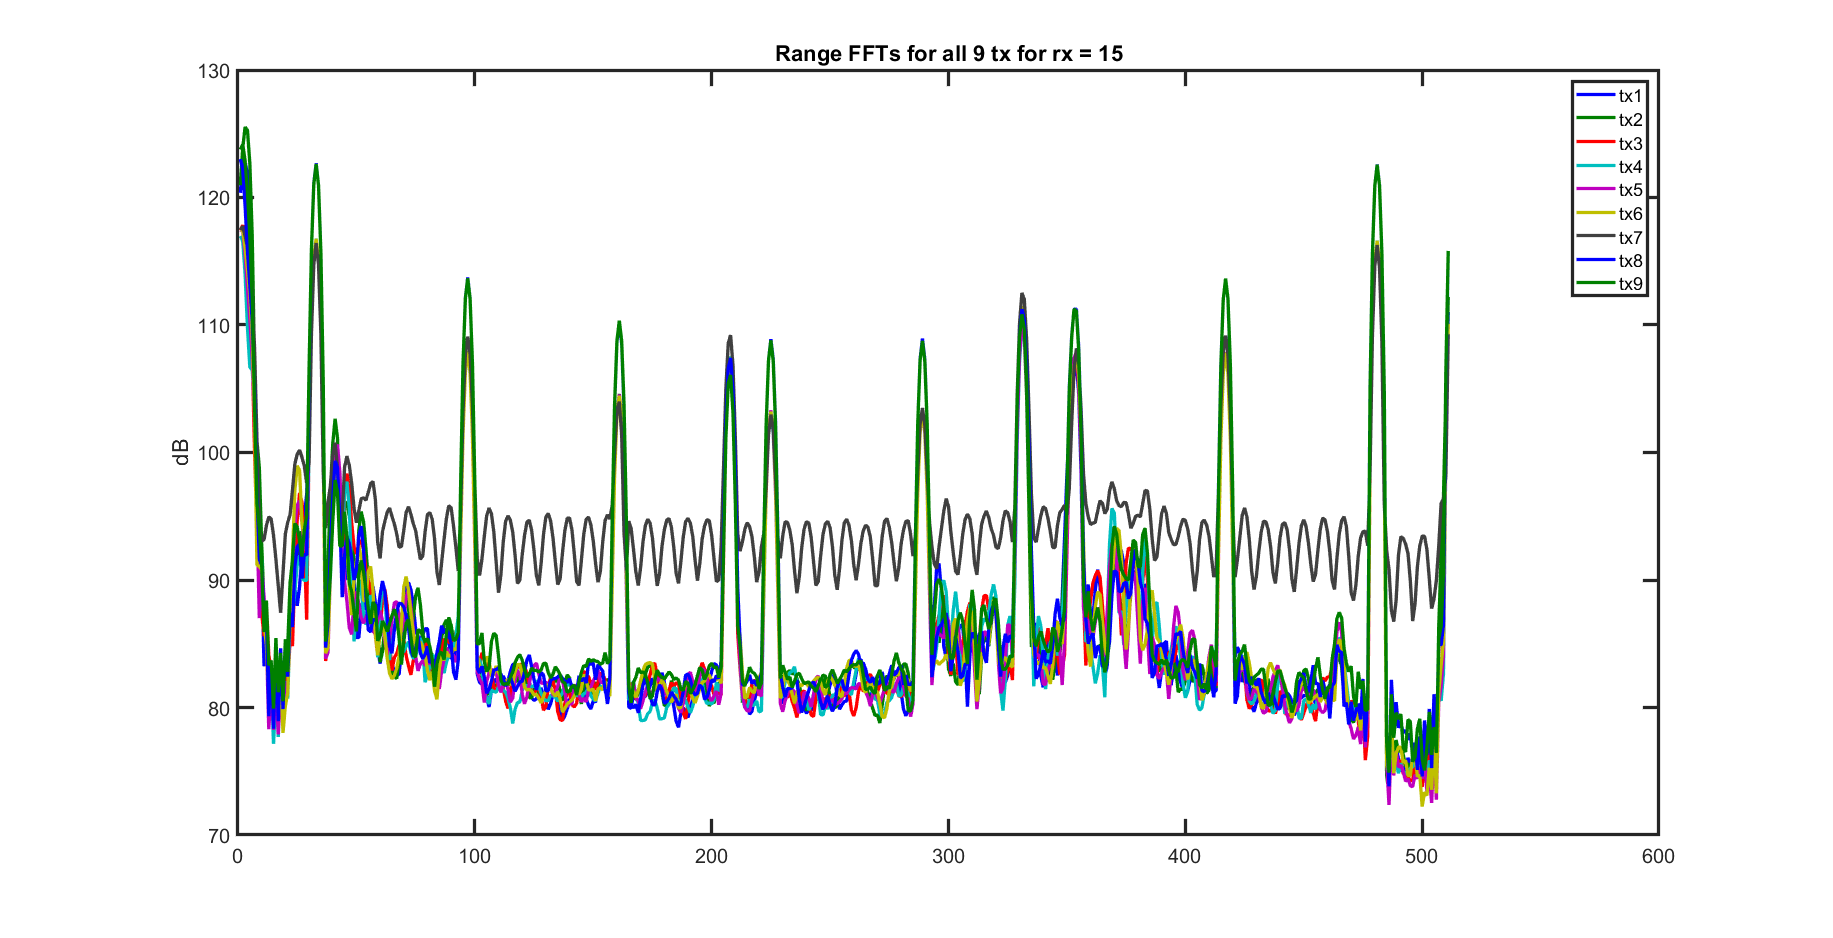 Range FFTs for all 9 tx for rx = 15
130
120
110
100
90
80
70
dB
0
100
200
300
400
500
600
tx1
tx2
tx3
tx4
tx5
tx6
tx7
tx8
tx9